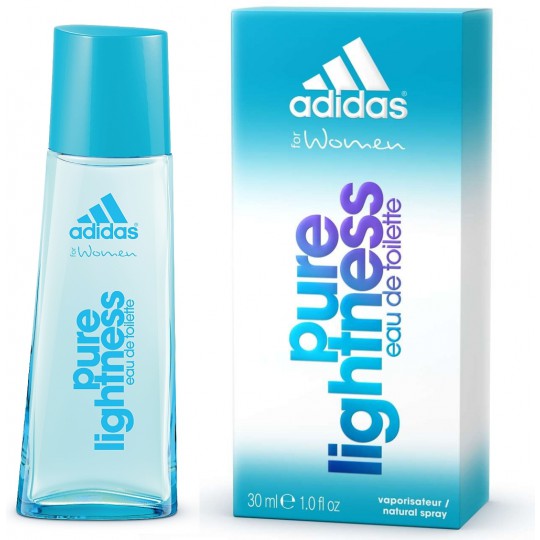 adidas
for Women
pure
lightness
eau de toilette
adidas
for Women
pure
lightness
eau de toilette
30 ml ℮ 1.0 fl oz
vaporisateur /
natural spray